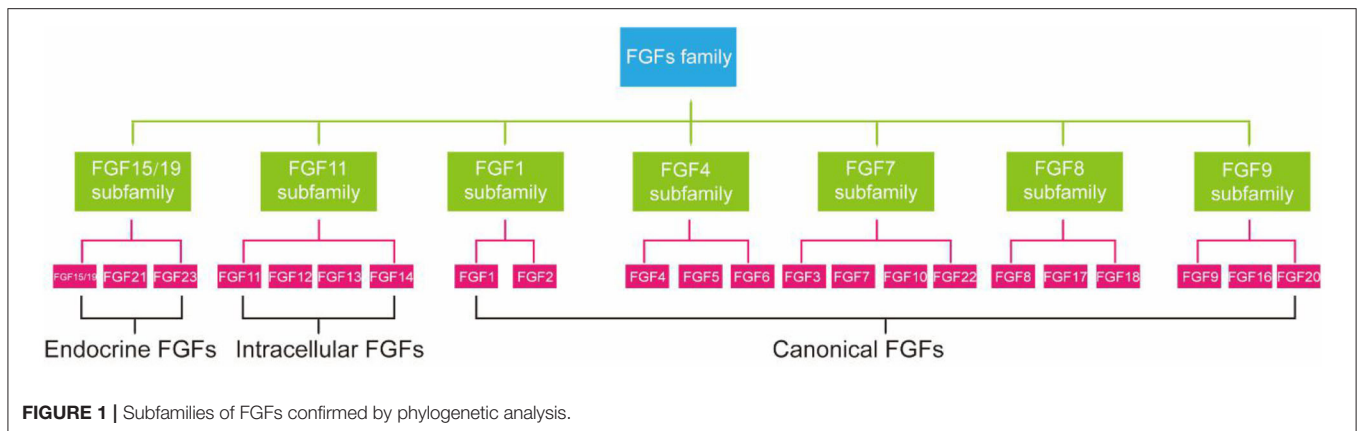 FGFs family
FGF15/19
subfamily
FGF11
subfamily
FGF1
subfamily
FGF4
subfamily
FGF7
subfamily
FGF8
subfamily
FGF9
subfamily
FGF15/19 FGF21 FGF23 FGF11 FGF12 FGF13 FGF14 FGF1 FGF2 FGF4 FGF5 FGF6 FGF3 FGF7 FGF10 FGF22 FGF8 FGF17 FGF18 FGF9 FGF16 FGF20
Endocrine FGFs Intracellular FGFs Canonical FGFs
FIGURE 1 | Subfamilies of FGFs confirmed by phylogenetic analysis.